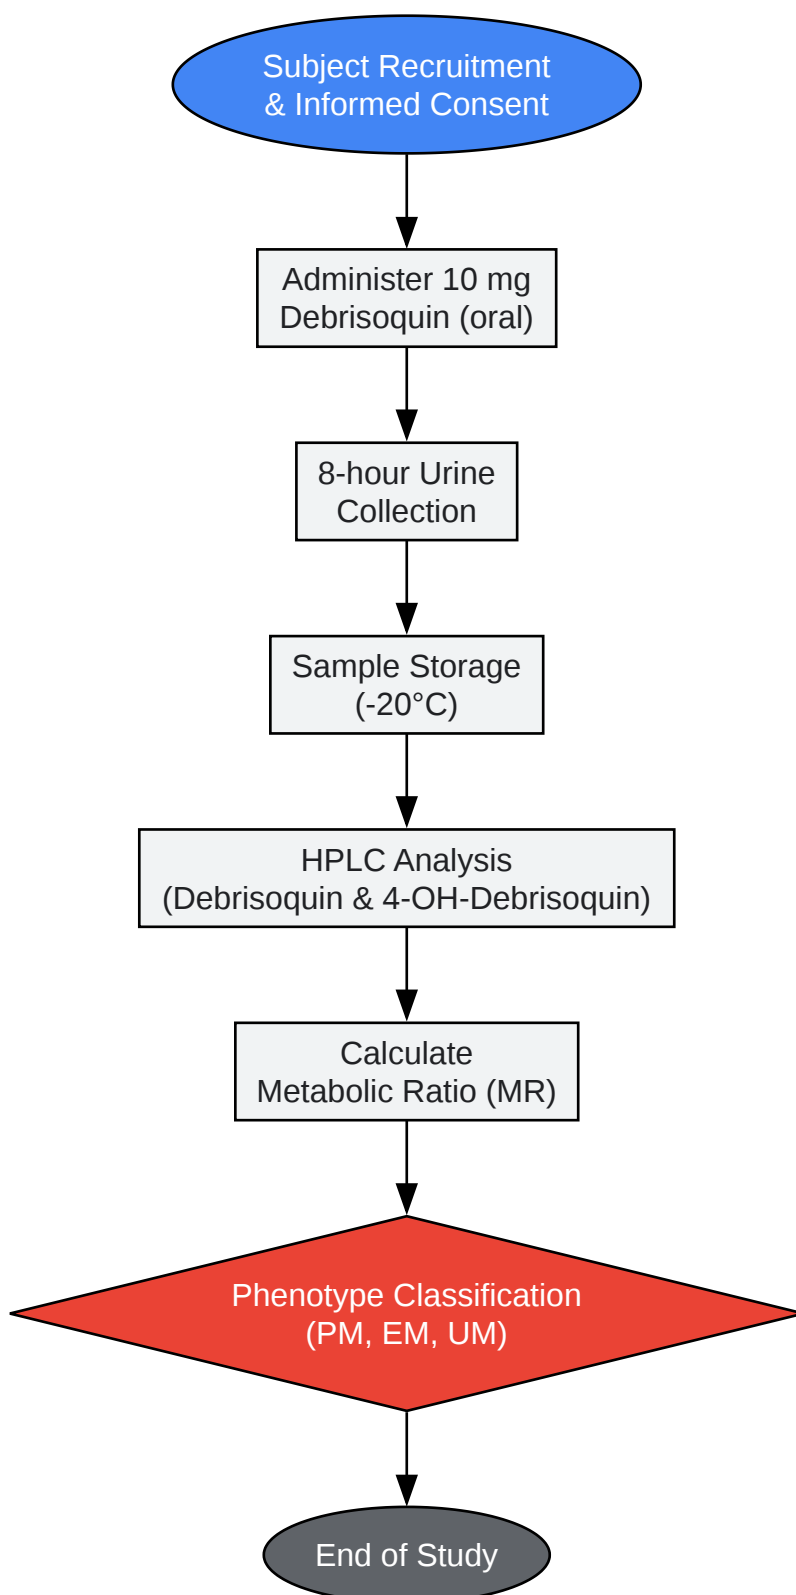 Subject Recruitment
& Informed Consent
Administer 10 mg
Debrisoquin (oral)
8-hour Urine
Collection
Sample Storage
(-20°C)
HPLC Analysis
(Debrisoquin & 4-OH-Debrisoquin)
Calculate
Metabolic Ratio (MR)
Phenotype Classification
(PM, EM, UM)
End of Study